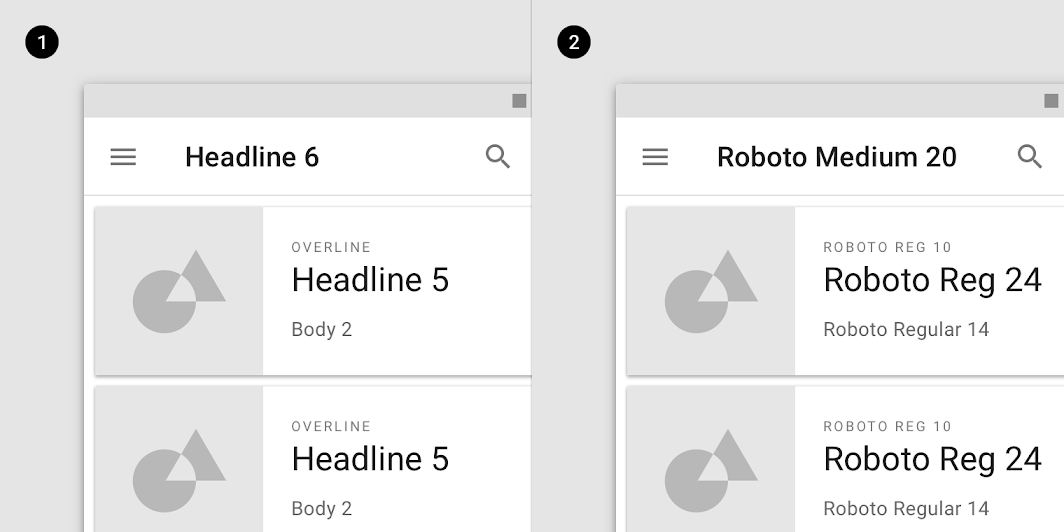 1
Headline 6
OVERLINE
Headline 5
Body 2
OVERLINE
Headline 5
Body 2
2
Roboto Medium 20
ROBOTO REG 10
Roboto Reg 24
Roboto Regular 14
ROBOTO REG 10
Roboto Reg 24
Roboto Regular 14